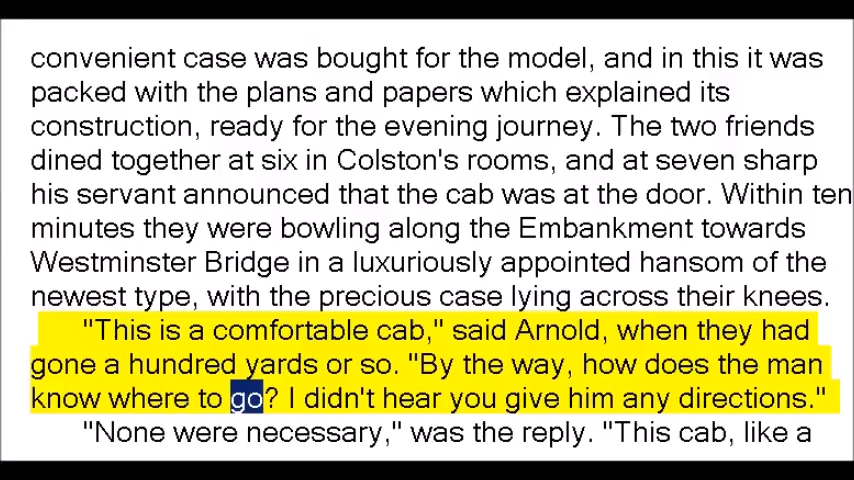 convenient case was bought for the model, and in this it was
packed with the plans and papers which explained its
construction, ready for the evening journey. The two friends
dined together at six in Colston's rooms, and at seven sharp
his servant announced that the cab was at the door. Within ten
minutes they were bowling along the Embankment towards
Westminster Bridge in a luxuriously appointed hansom of the
newest type, with the precious case lying across their knees.
"This is a comfortable cab," said Arnold, when they had
gone a hundred yards or so. "By the way, how does the man
know where to go? I didn't hear you give him any directions."
"None were necessary," was the reply. "This cab, like a